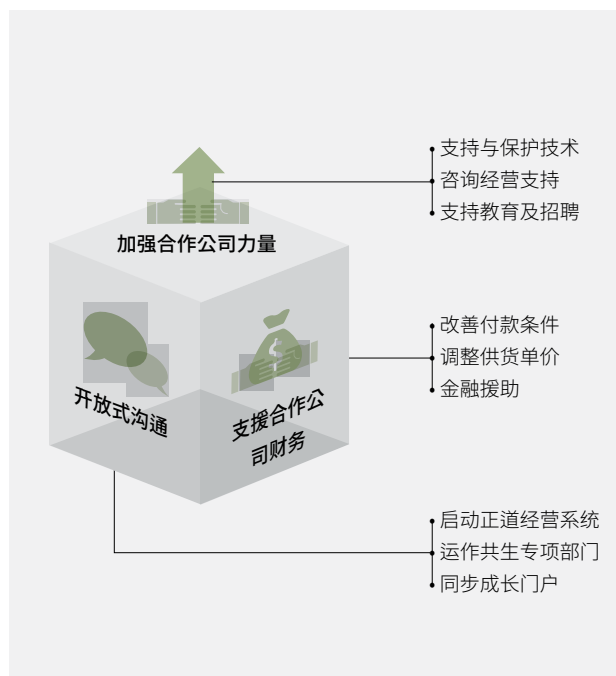 加强合作公司力量
支持与保护技术
咨询经营支持
支持教育及招聘
支援合作公
司财务
改善付款条件
调整供货单价
金融援助
开放式沟通
启动正道经营系统
运作共生专项部门
同步成长门户